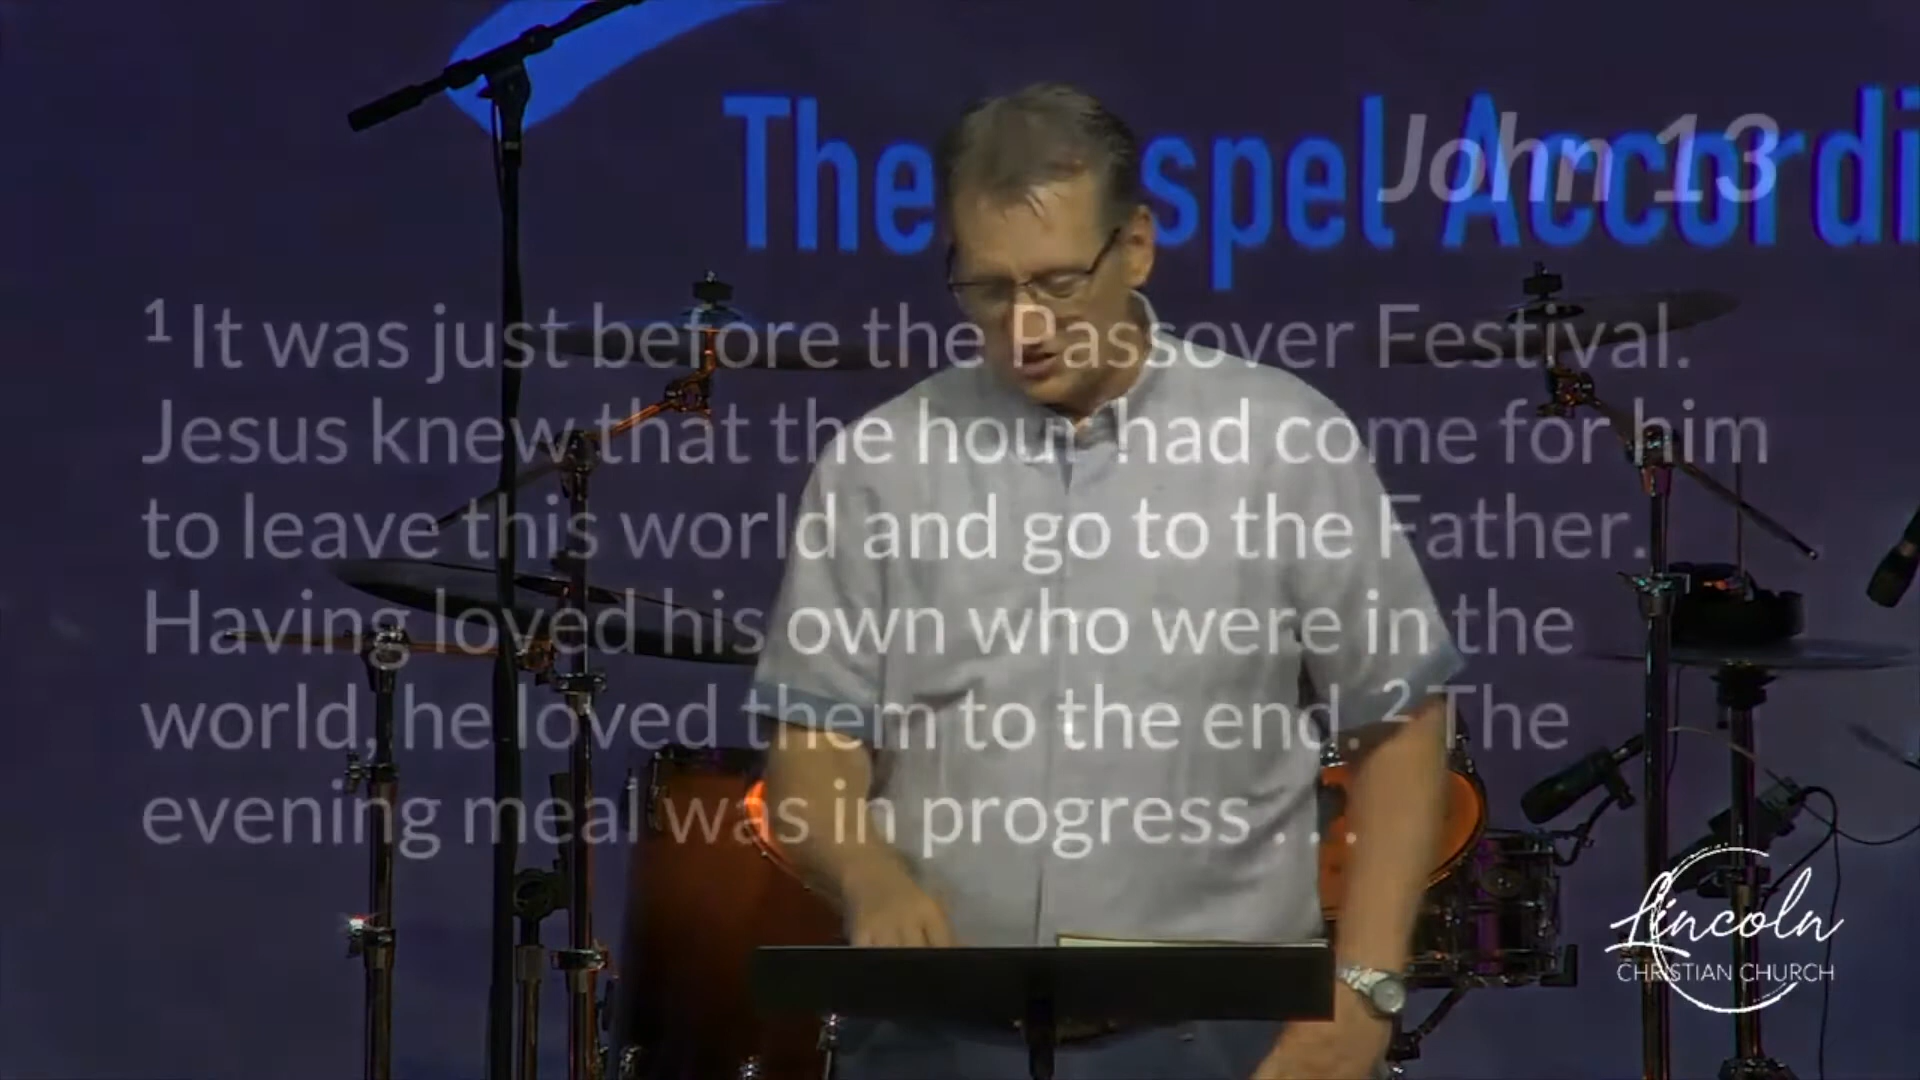 The spel Accordi
John 13
1 It was just before the Passover Festival.
Jesus knew that the hour had come for him
to leave this world and go to the Father.
Having loved his own who were in the
world, he loved them to the end. 2 The
evening meal was in progress . . .
Lincoln
CHRISTIAN CHURCH